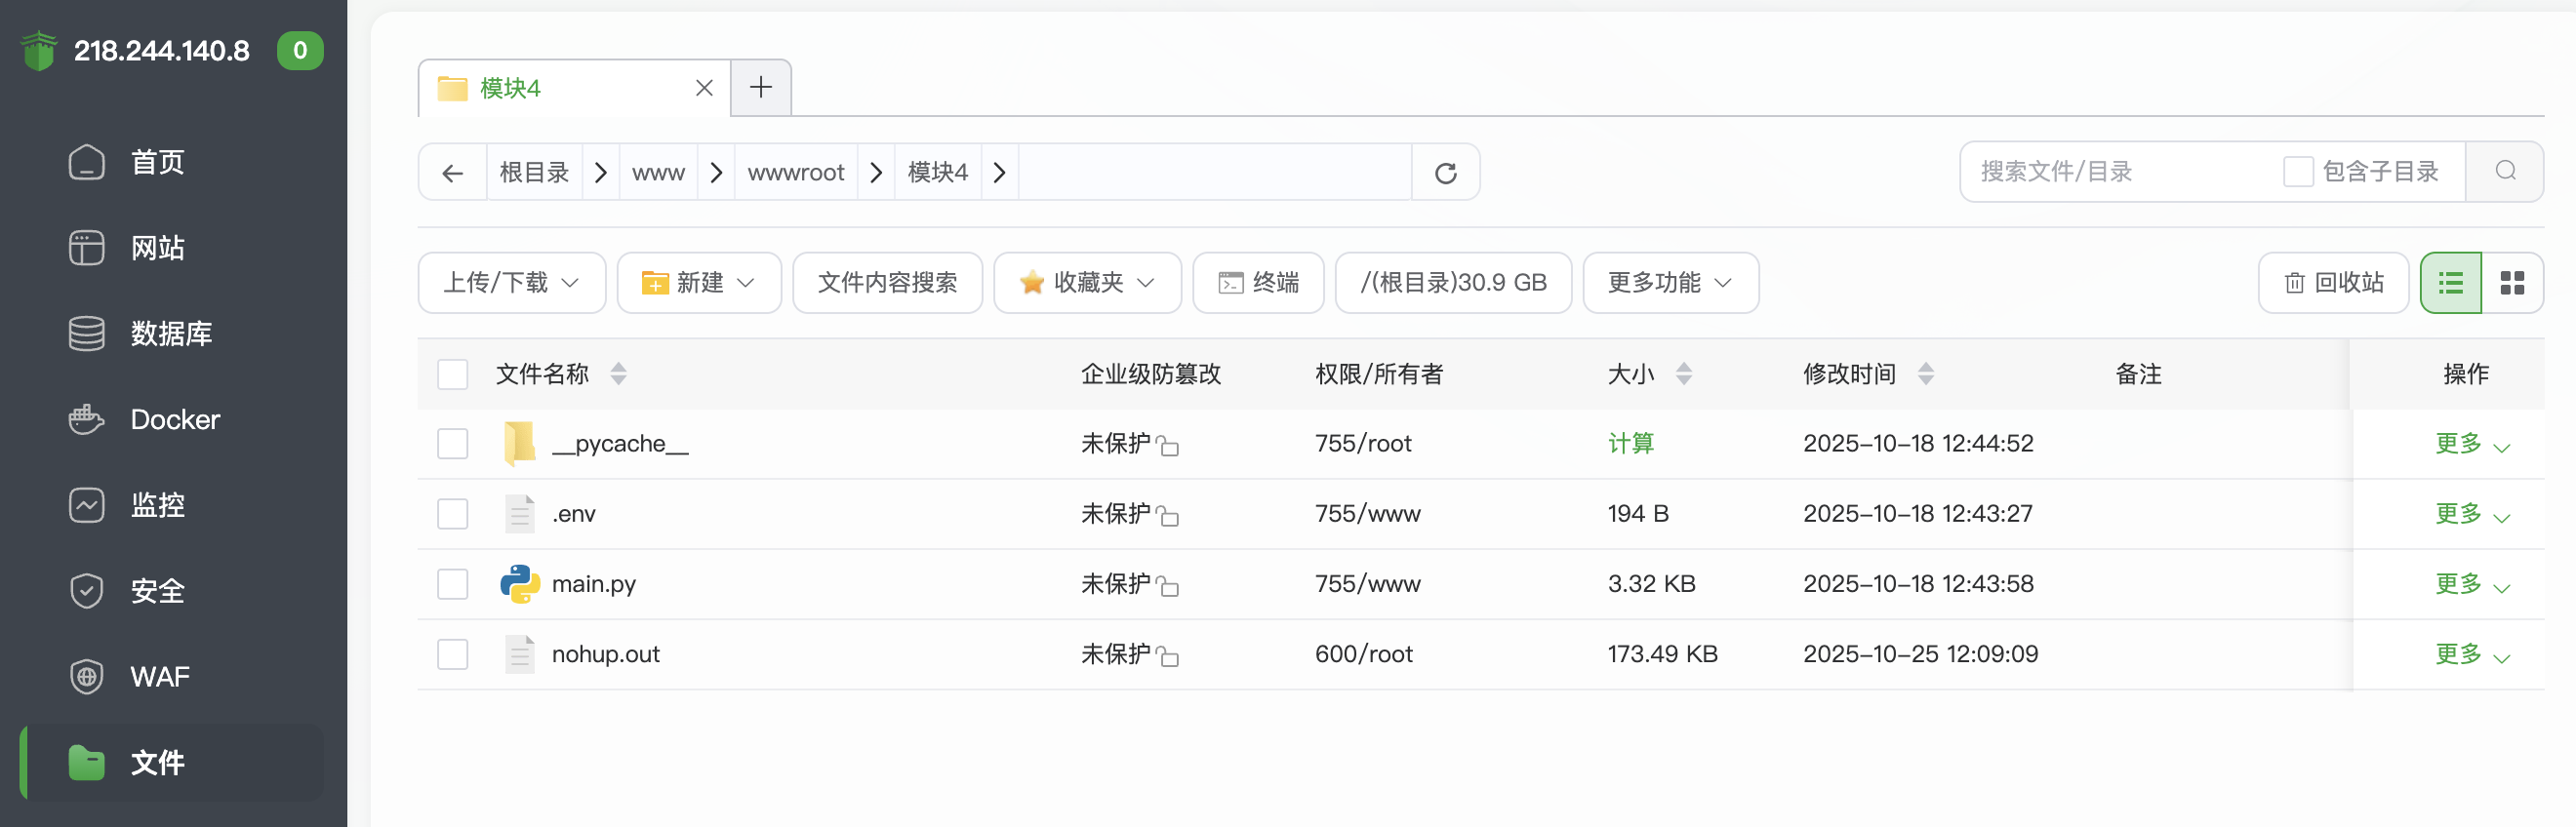 218.244.140.8 0
首页
网站
数据库
Docker
监控
安全
WAF
文件
模块4
根目录 www wwwroot 模块4
搜索文件/目录 包含子目录
上传/下载 新建 文件内容搜索 收藏夹 终端 /(根目录)30.9 GB 更多功能 回收站
文件名称 企业级防篡改 权限/所有者 大小 修改时间 备注 操作
__pycache__ 未保护 755/root 计算 2025-10-18 12:44:52 更多
.env 未保护 755/www 194 B 2025-10-18 12:43:27 更多
main.py 未保护 755/www 3.32 KB 2025-10-18 12:43:58 更多
nohup.out 未保护 600/root 173.49 KB 2025-10-25 12:09:09 更多